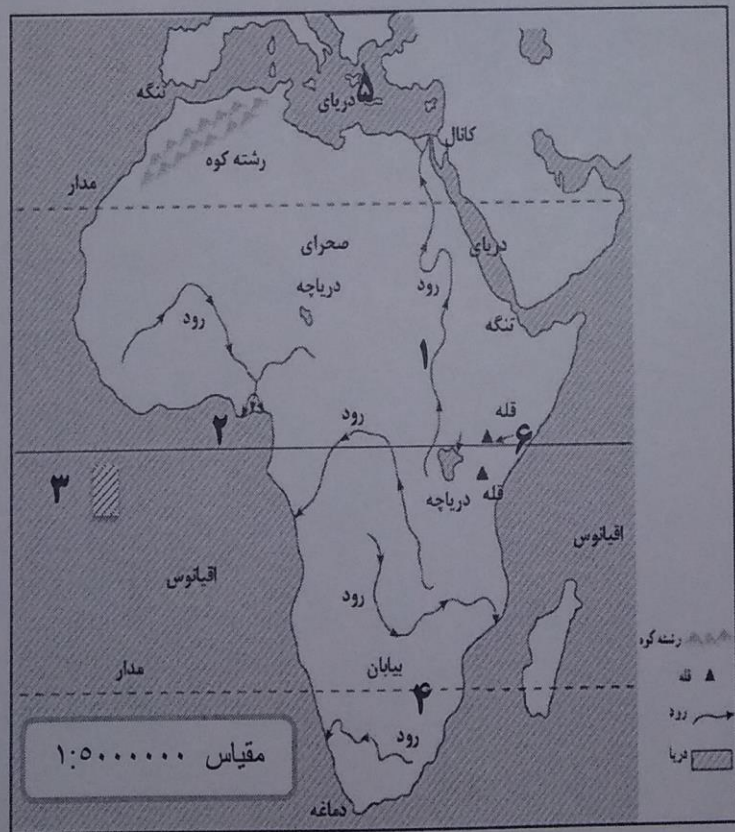 ۵
دریای
تنگه
کانال
رشته کوه
مدار
صحرای
دریاچه
دریای
رود
رود
تنگه
۱
قله
۶
رود
۲
قله
دریاچه
۳
اقیانوس
اقیانوس
رود
بیابان
مدار
۴
رود
دماغه
مقیاس ۱:۵۰۰۰۰۰۰۰
رشته کوه
قله
رود
دریا